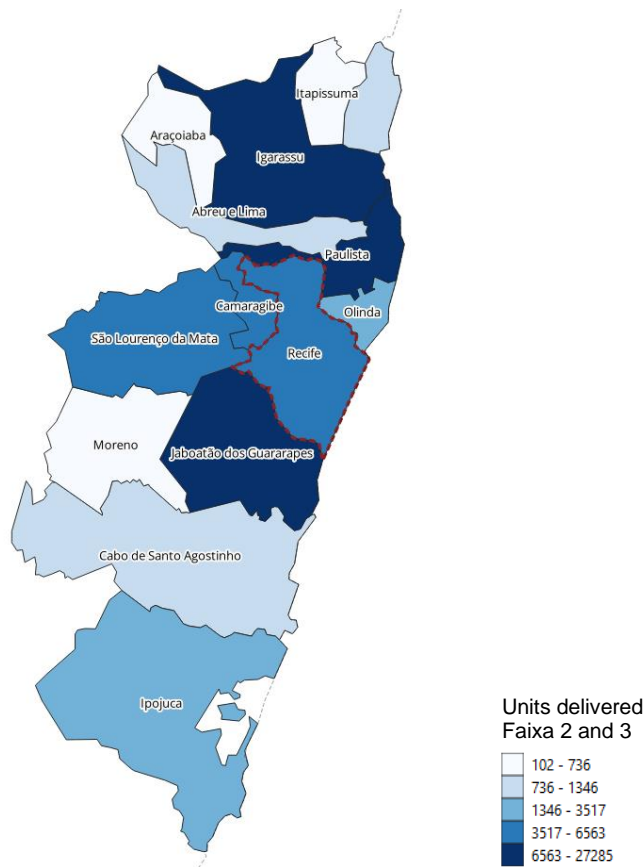 Itapissuma
Araçoiaba
Igarassu
Abreu e Lima
Paulista
Camaragibe
Olinda
São Lourenço da Mata
Recife
Moreno
Jaboatão dos Guararapes
Cabo de Santo Agostinho
Ipojuca
Units delivered
Faixa 2 and 3
102 - 736
736 - 1346
1346 - 3517
3517 - 6563
6563 - 27285